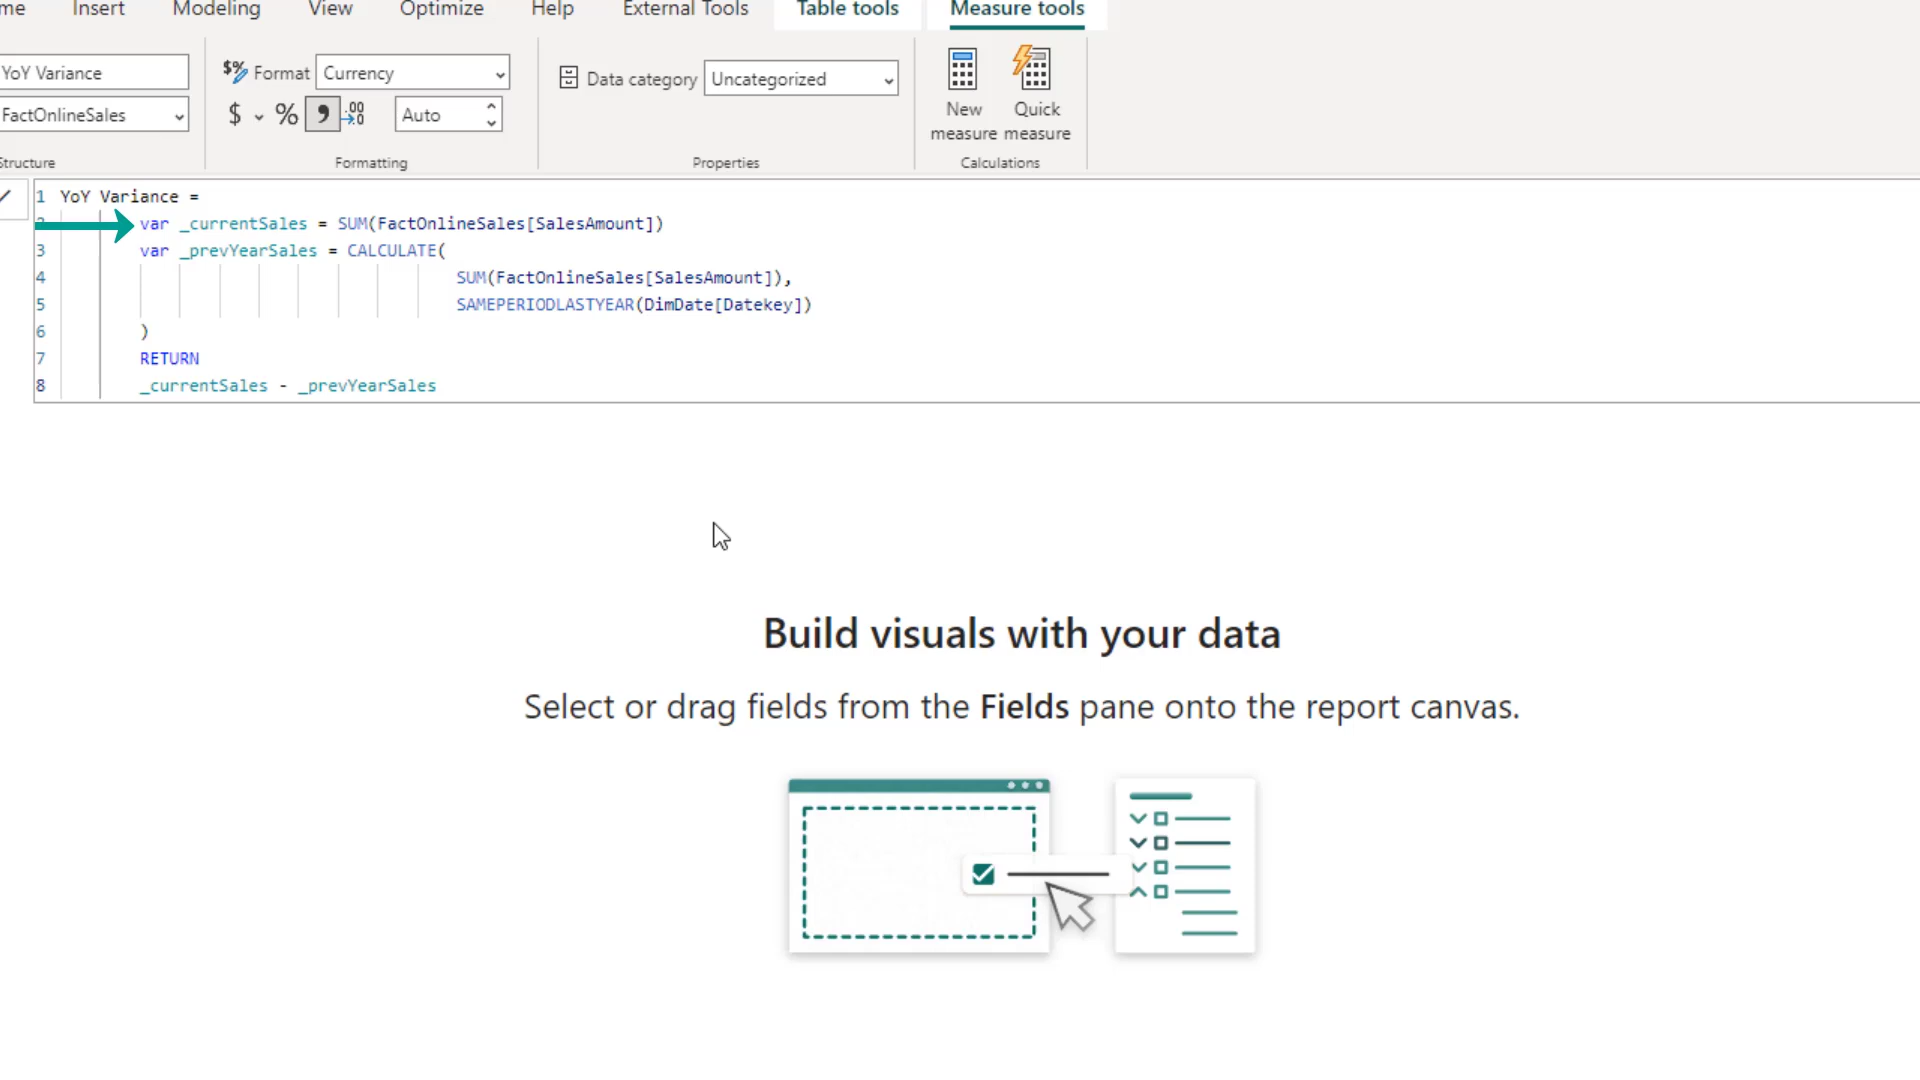 me Insert Modeling View Optimize Help External Tools Table tools Measure tools
YoY Variance
FactOnlineSales
Structure
$% Format Currency
$ % , .00 →.0 Auto
Formatting
Data category Uncategorized
Properties
New measure
Quick measure
Calculations
1 YoY Variance =
var _currentSales = SUM(FactOnlineSales[SalesAmount])
3 var _prevYearSales = CALCULATE(
4 SUM(FactOnlineSales[SalesAmount]),
5 SAMEPERIODLASTYEAR(DimDate[Datekey])
6 )
7 RETURN
8 _currentSales - _prevYearSales
Build visuals with your data
Select or drag fields from the Fields pane onto the report canvas.